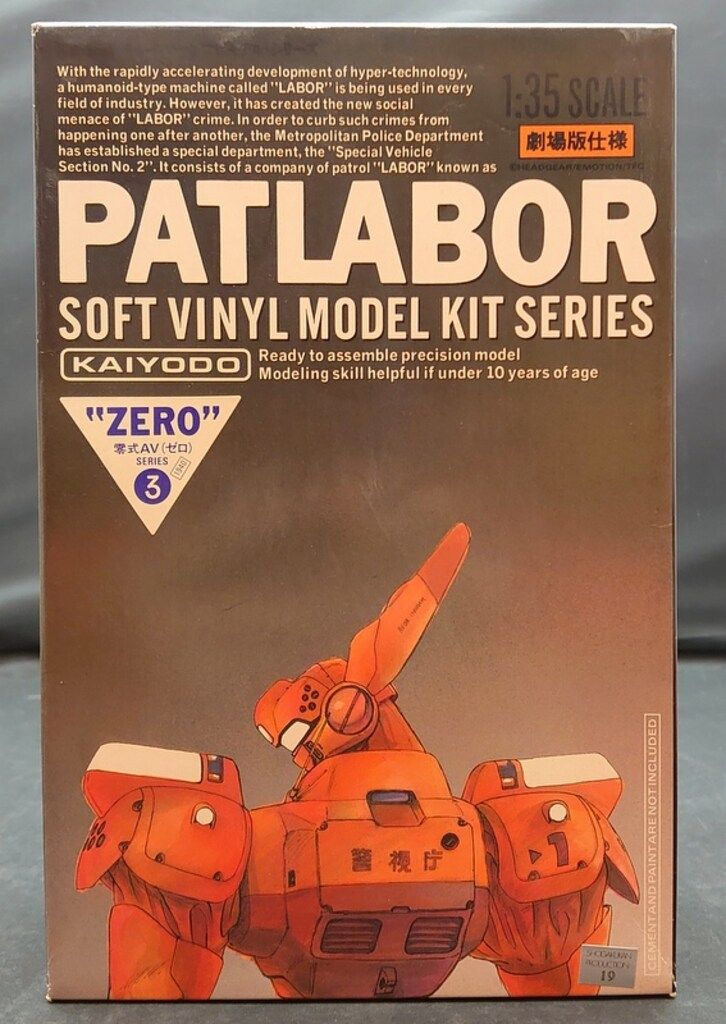 With the rapidly accelerating development of hyper-technology,
a humanoid-type machine called "LABOR" is being used in every
field of industry. However, it has created the new social
menace of "LABOR" crime. In order to curb such crimes from
happening one after another, the Metropolitan Police Department
has established a special department, the "Special Vehicle
Section No. 2". It consists of a company of patrol "LABOR" known as
1:35 SCALE
劇場版仕様
©HEADGEAR/EMOTION/TFC
PATLABOR
SOFT VINYL MODEL KIT SERIES
KAIYODO
Ready to assemble precision model
Modeling skill helpful if under 10 years of age
"ZERO"
零式AV(ゼロ)
SERIES
3
警視庁
1
CEMENT AND PAINT ARE NOT INCLUDED
SHOGAKUKAN
PRODUCTION
19